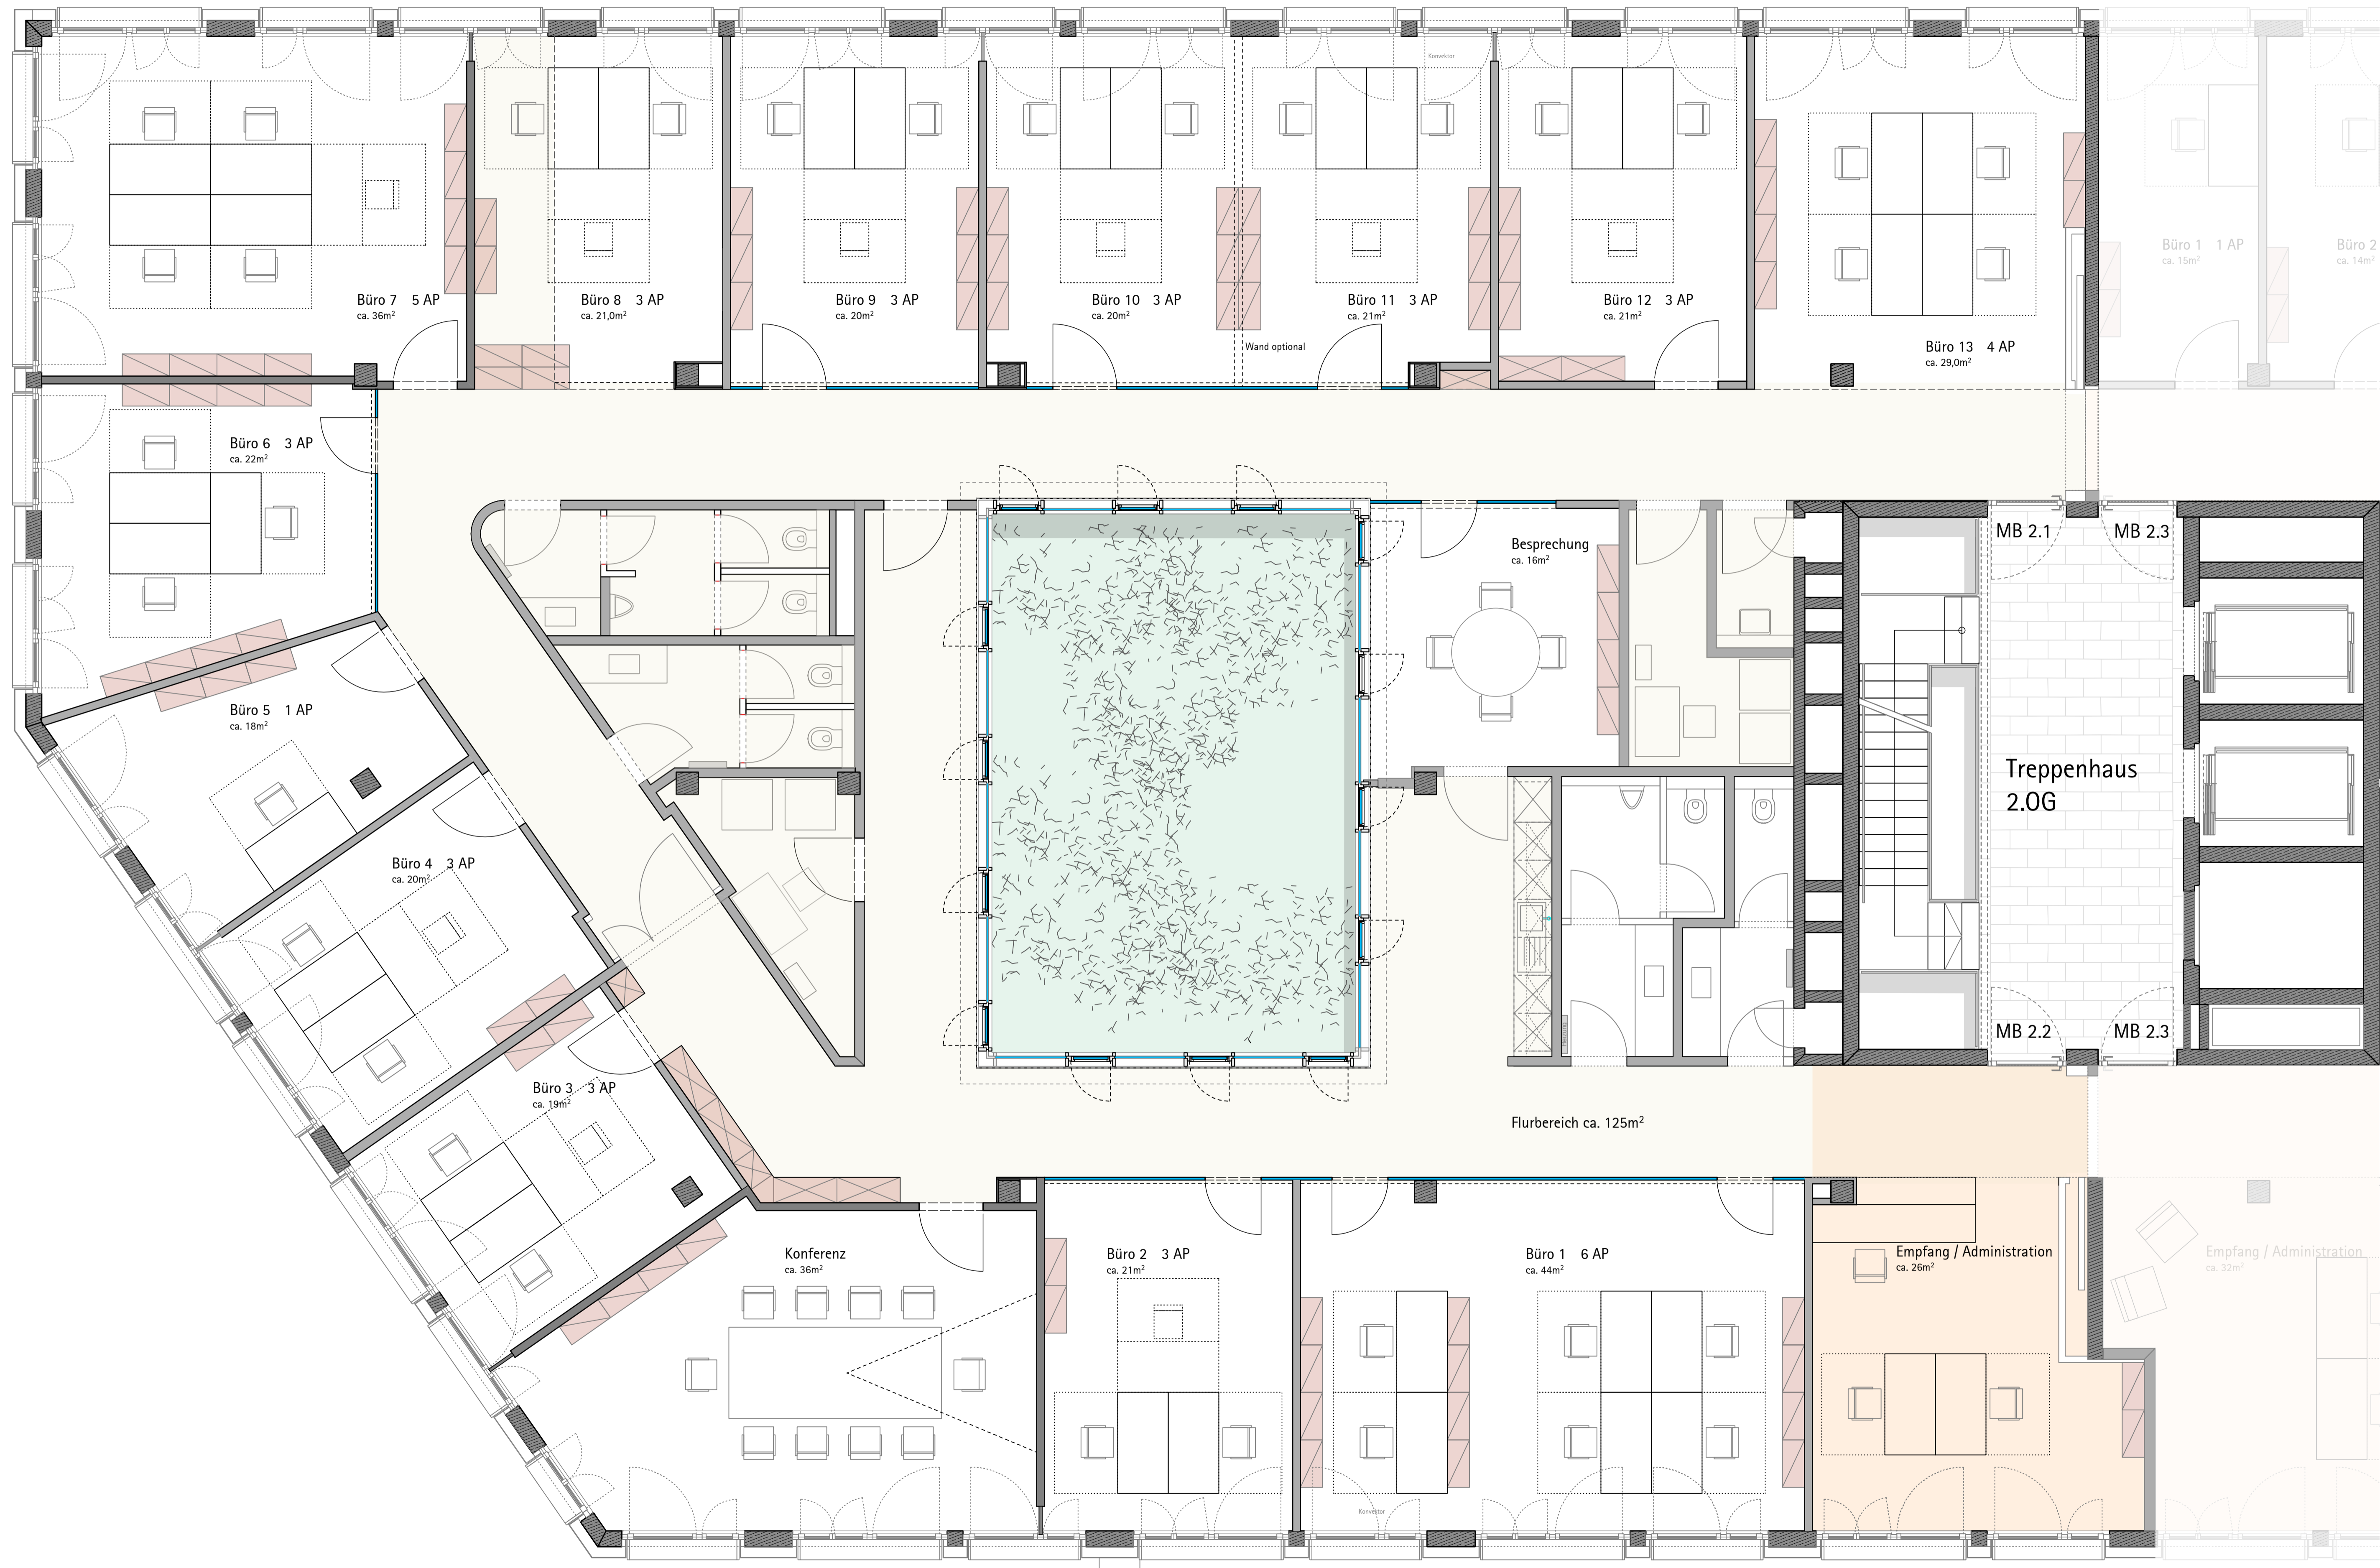 Konvektor
Büro 7 5 AP
ca. 36m²
Büro 8 3 AP
ca. 21,0m²
Büro 9 3 AP
ca. 20m²
Büro 10 3 AP
ca. 20m²
Büro 11 3 AP
ca. 21m²
Büro 12 3 AP
ca. 21m²
Büro 13 4 AP
ca. 29,0m²
Büro 1 1 AP
ca. 15m²
Büro 2
ca. 14m²
Wand optional
Büro 6 3 AP
ca. 22m²
Besprechung
ca. 16m²
MB 2.1
MB 2.3
Büro 5 1 AP
ca. 18m²
Treppenhaus
2.OG
Büro 4 3 AP
ca. 20m²
Büro 3 3 AP
ca. 19m²
Heizung
MB 2.2
MB 2.3
Flurbereich ca. 125m²
Konferenz
ca. 36m²
Büro 2 3 AP
ca. 21m²
Büro 1 6 AP
ca. 44m²
Empfang / Administration
ca. 26m²
Empfang / Administration
ca. 32m²
Konvektor